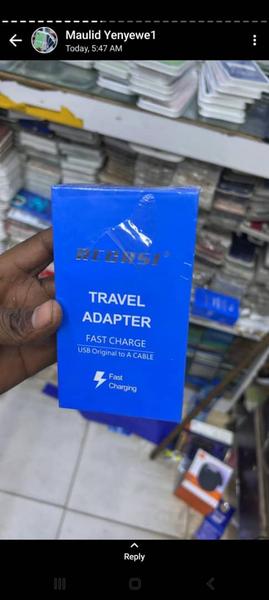 Maulid Yenyewe1
Today, 5:47 AM
TRAVEL
ADAPTER
FAST CHARGE
USB Original to A CABLE
Fast
Charging
Reply